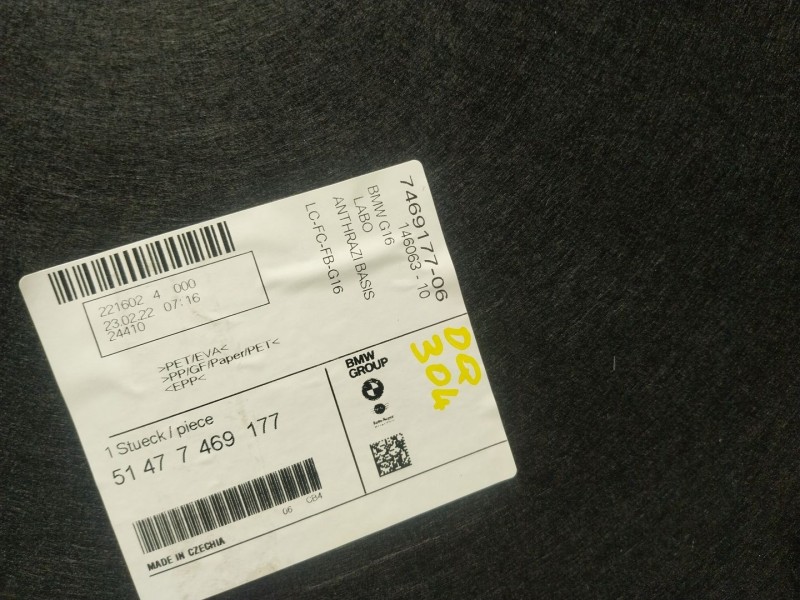 7469177-06
146063 - 10
BMW G16
LABO
ANTHRAZI BASIS
LC-FC-FB-G16
221602 4 000
23.02.22 07:16
24410
>PET/EVA<
>PP/GF/Paper/PET<
<EPP<
DQ
304
BMW
GROUP
1 Stueck / piece
51 47 7 469 177
06 CB4
MADE IN CZECHIA